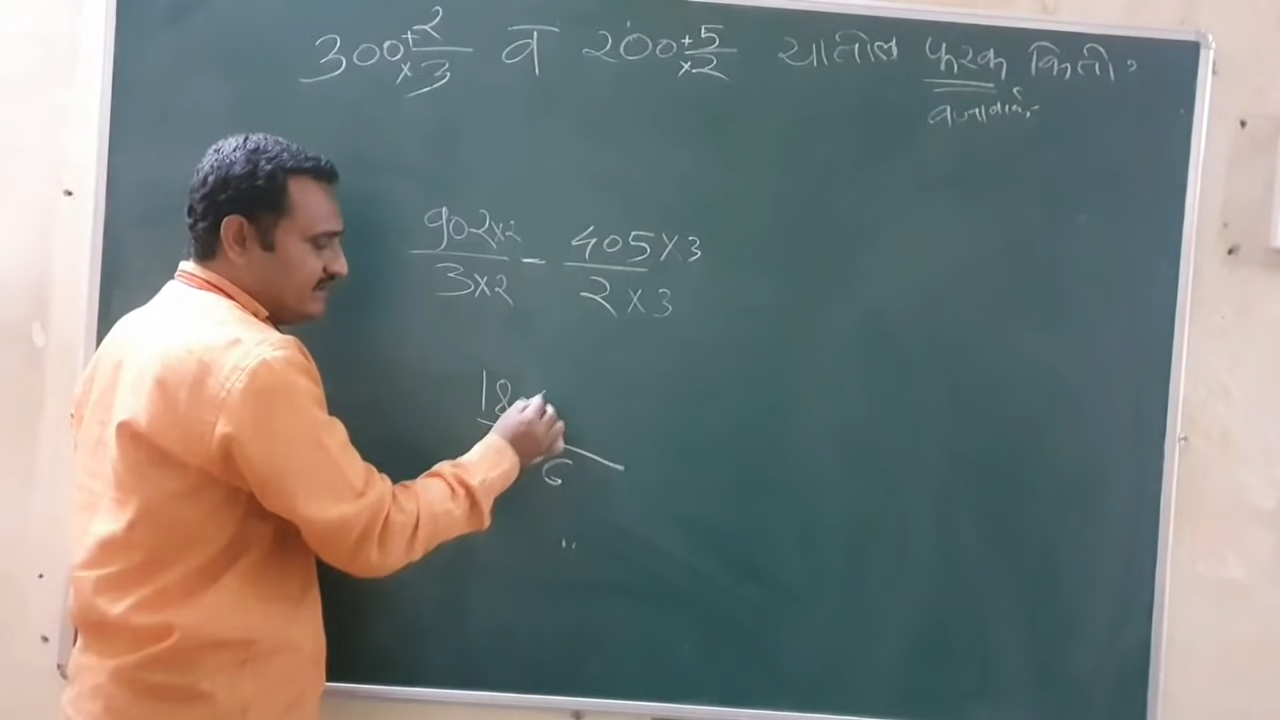 300 +2/×3 व 200 +5/×2 यातील फरक किती?
वजाबाकी
902×2/3×2 - 405×3/2×3
18
6